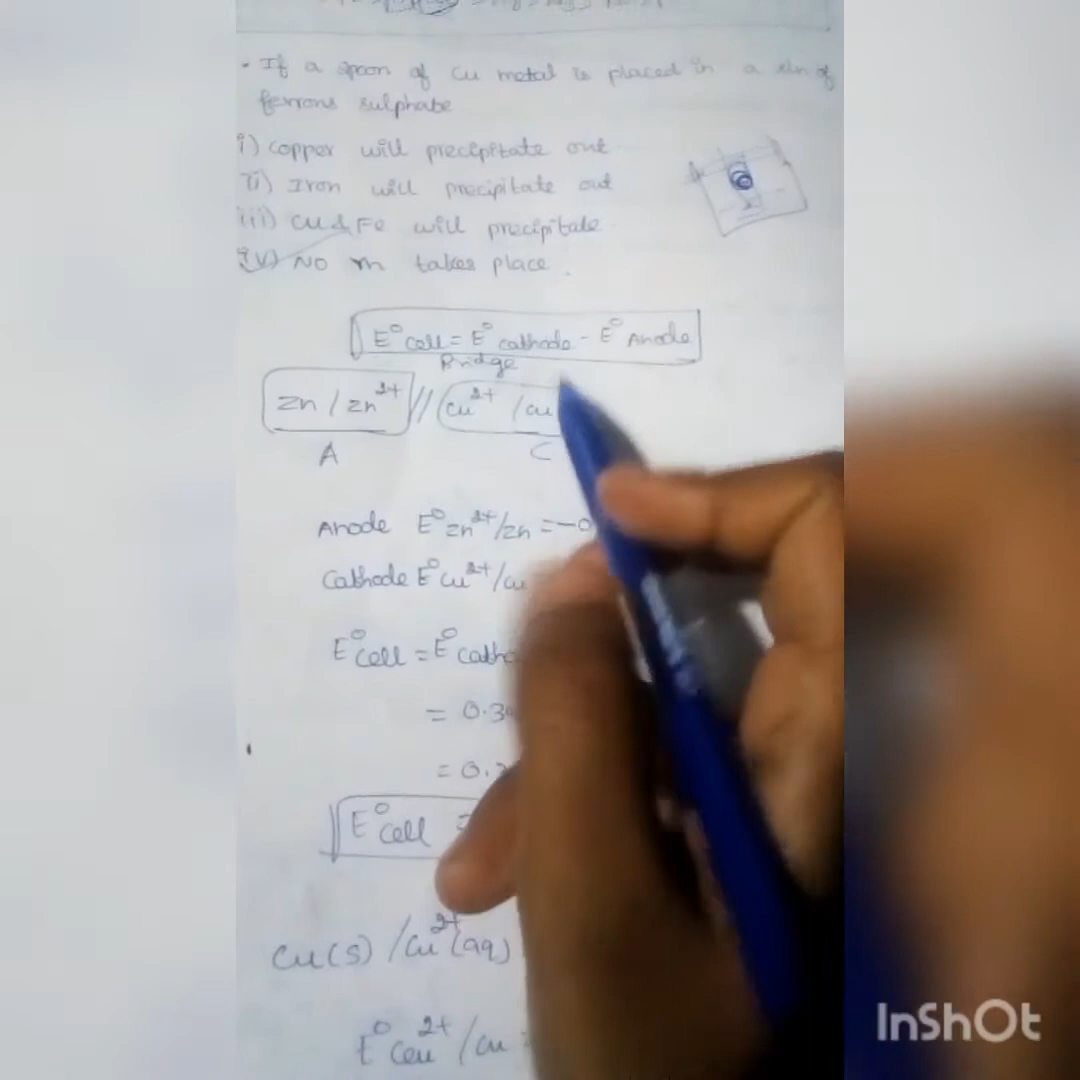 • If a spoon of Cu metal is placed in a sln of
ferrous sulphate
i) copper will precipitate out
ii) Iron will precipitate out
iii) Cu & Fe will precipitate
iv) No rn takes place.
E° cell = E° cathode - E° Anode
Bridge
Zn / Zn²⁺ // Cu²⁺ / Cu
A C
Anode E° Zn²⁺/Zn = -0
Cathode E° Cu²⁺/Cu
E° cell = E° catho
= 0.3
= 0.
E° cell =
Cu(s) / Cu²⁺(aq)
E° Cu²⁺ / Cu
InShOt